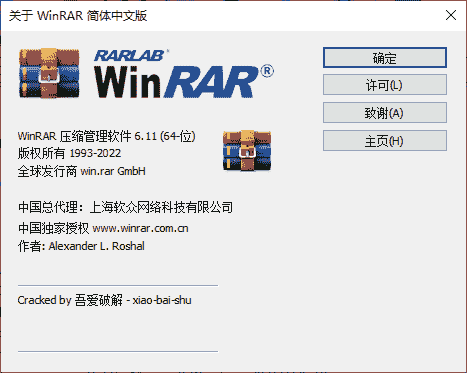 关于 WinRAR 简体中文版
RARLAB®
WinRAR®
确定
许可(L)
致谢(A)
主页(H)
WinRAR 压缩管理软件 6.11 (64-位)
版权所有 1993-2022
全球发行商 win.rar GmbH
中国总代理：上海软众网络科技有限公司
中国独家授权 www.winrar.com.cn
作者: Alexander L. Roshal
Cracked by 吾爱破解 - xiao-bai-shu